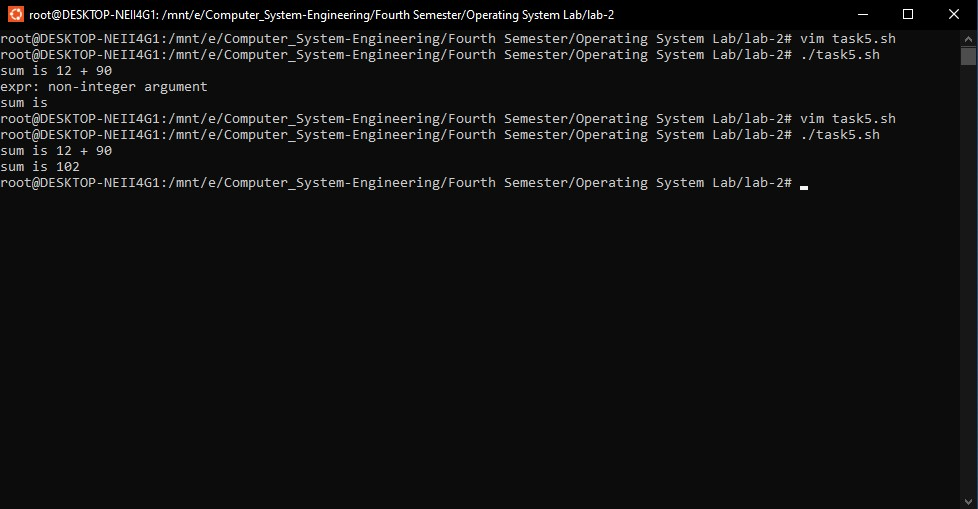 root@DESKTOP-NEII4G1: /mnt/e/Computer_System-Engineering/Fourth Semester/Operating System Lab/lab-2
root@DESKTOP-NEII4G1:/mnt/e/Computer_System-Engineering/Fourth Semester/Operating System Lab/lab-2# vim task5.sh
root@DESKTOP-NEII4G1:/mnt/e/Computer_System-Engineering/Fourth Semester/Operating System Lab/lab-2# ./task5.sh
sum is 12 + 90
expr: non-integer argument
sum is
root@DESKTOP-NEII4G1:/mnt/e/Computer_System-Engineering/Fourth Semester/Operating System Lab/lab-2# vim task5.sh
root@DESKTOP-NEII4G1:/mnt/e/Computer_System-Engineering/Fourth Semester/Operating System Lab/lab-2# ./task5.sh
sum is 12 + 90
sum is 102
root@DESKTOP-NEII4G1:/mnt/e/Computer_System-Engineering/Fourth Semester/Operating System Lab/lab-2#